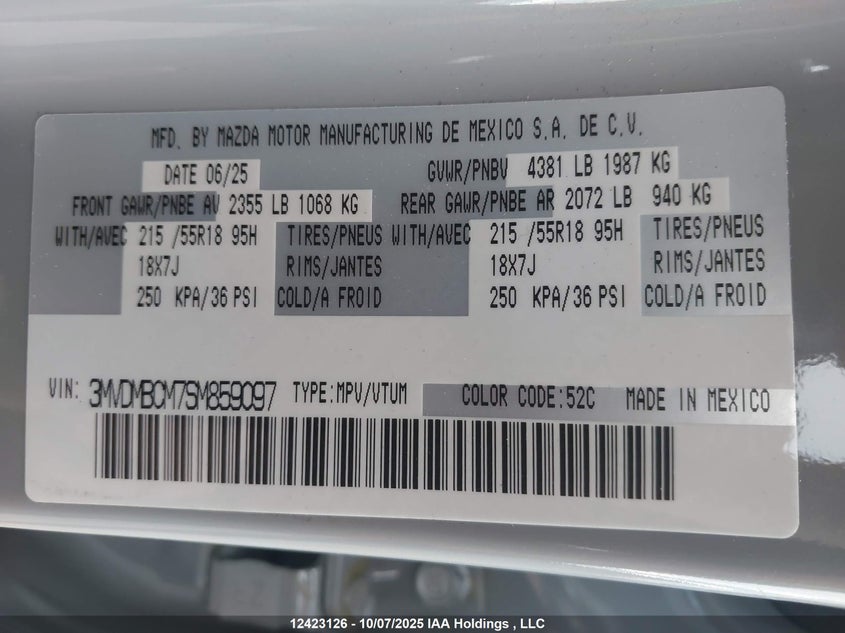 MFD. BY MAZDA MOTOR MANUFACTURING DE MEXICO S.A. DE C.V.
DATE 06/25 GVWR/PNBV 4381 LB 1987 KG
FRONT GAWR/PNBE AV 2355 LB 1068 KG REAR GAWR/PNBE AR 2072 LB 940 KG
WITH/AVEC 215 /55R18 95H TIRES/PNEUS WITH/AVEC 215 /55R18 95H TIRES/PNEUS
18X7J RIMS/JANTES 18X7J RIMS/JANTES
250 KPA/36 PSI COLD/A FROID 250 KPA/36 PSI COLD/A FROID
VIN: 3MVDMBCM7SM859097 TYPE:MPV/VTUM COLOR CODE:52C MADE IN MEXICO
12423126 - 10/07/2025 IAA Holdings , LLC